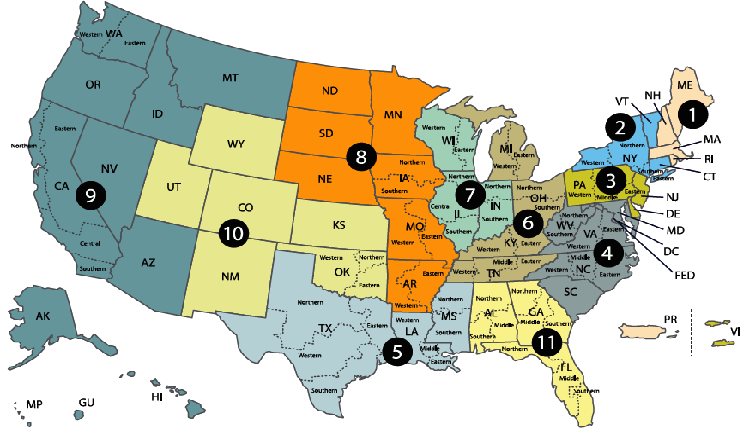 WA
Western
Eastern
OR
MT
ID
Eastern
Northern
NV
CA
9
Central
Southern
AZ
WY
UT
CO
10
NM
KS
OK
Northern
Western
Eastern
ND
MN
SD
8
NE
Northern
IA
Southern
MO
Western
Eastern
AR
Eastern
Western
WI
Western
Eastern
7
Northern
Central
IL
IN
Southern
Southern
MI
Western
Eastern
Northern
OH
Southern
6
KY
Western
Eastern
Middle
Western
Eastern
TN
ME
1
NH
VT
2
Northern
Western
NY
Southern
Eastern
MA
RI
CT
PA
3
Western
Middle
Eastern
NJ
DE
MD
DC
FED
Northern
WV
Southern
VA
Eastern
Western
4
Middle
NC
Western
Eastern
SC
Northern
TX
Eastern
Western
Southern
5
Western
LA
Middle
Eastern
Northern
MS
Southern
Northern
AL
Middle
Southern
Northern
GA
Middle
Southern
11
Northern
FL
Middle
Southern
AK
HI
GU
MP
PR
VI